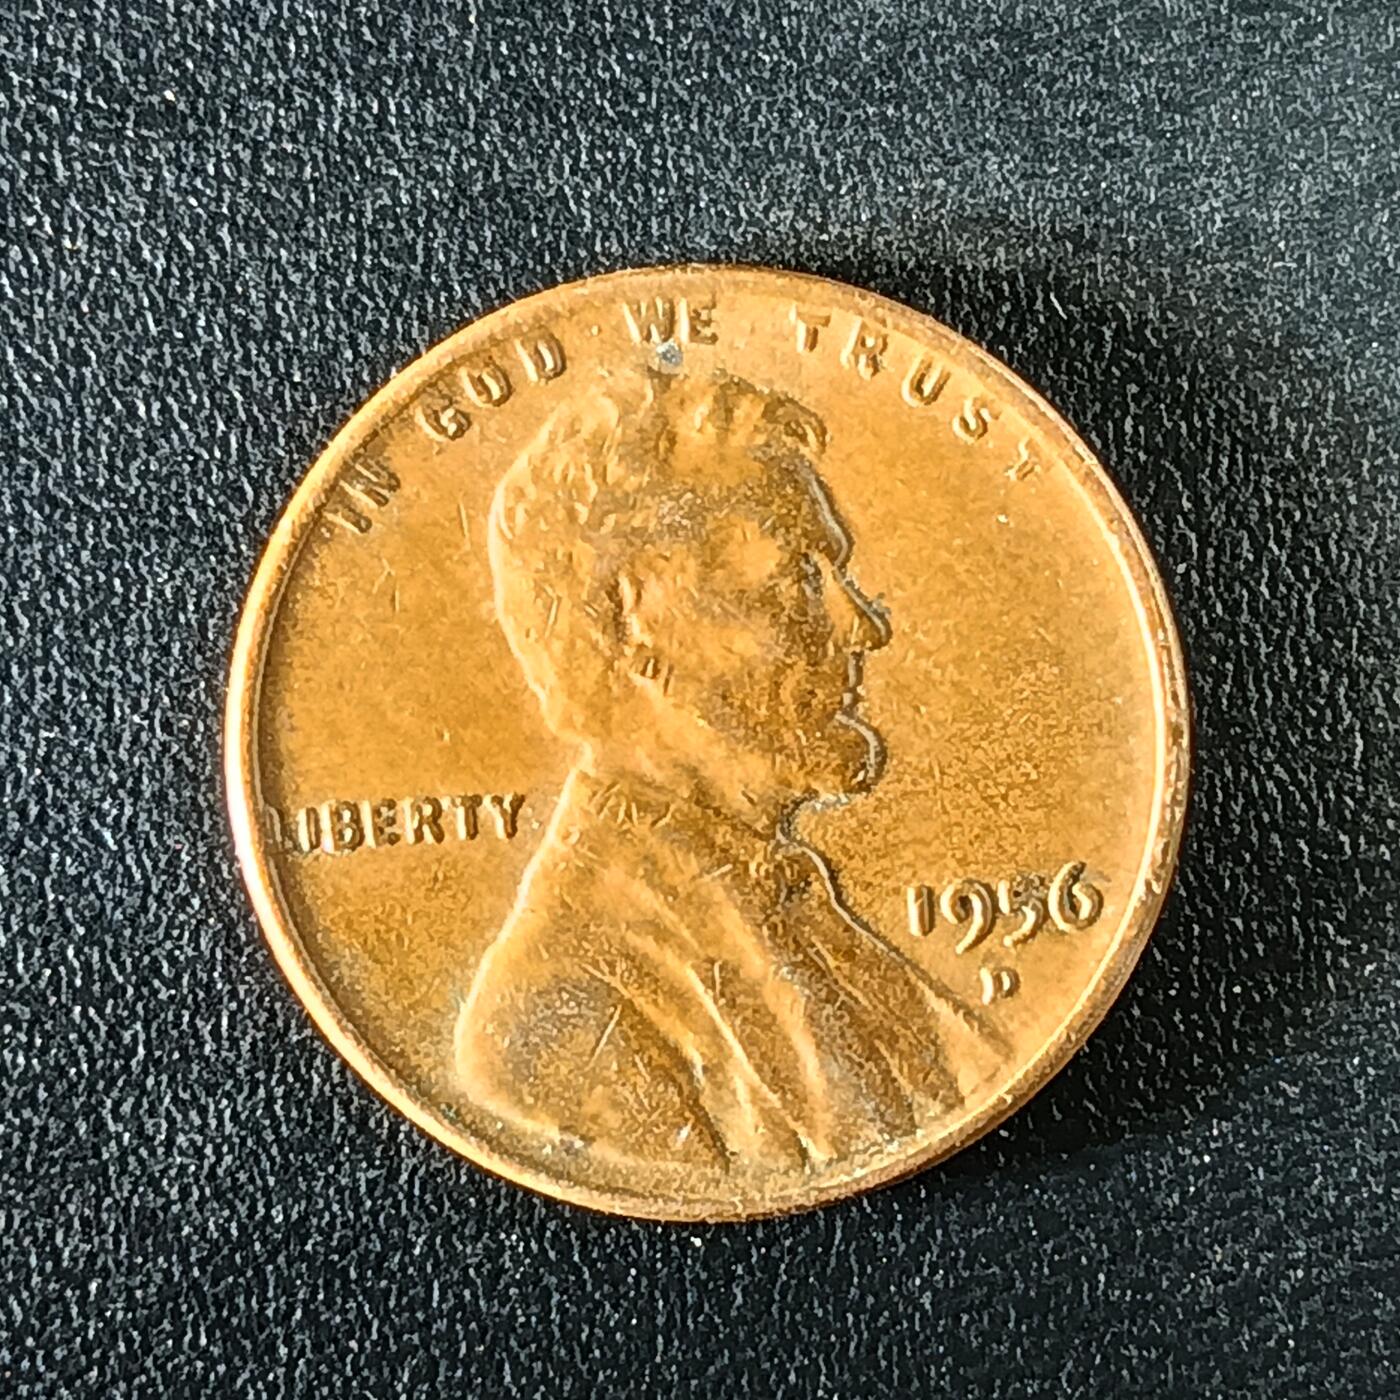 IN GOD WE TRUST
LIBERTY
1956
D